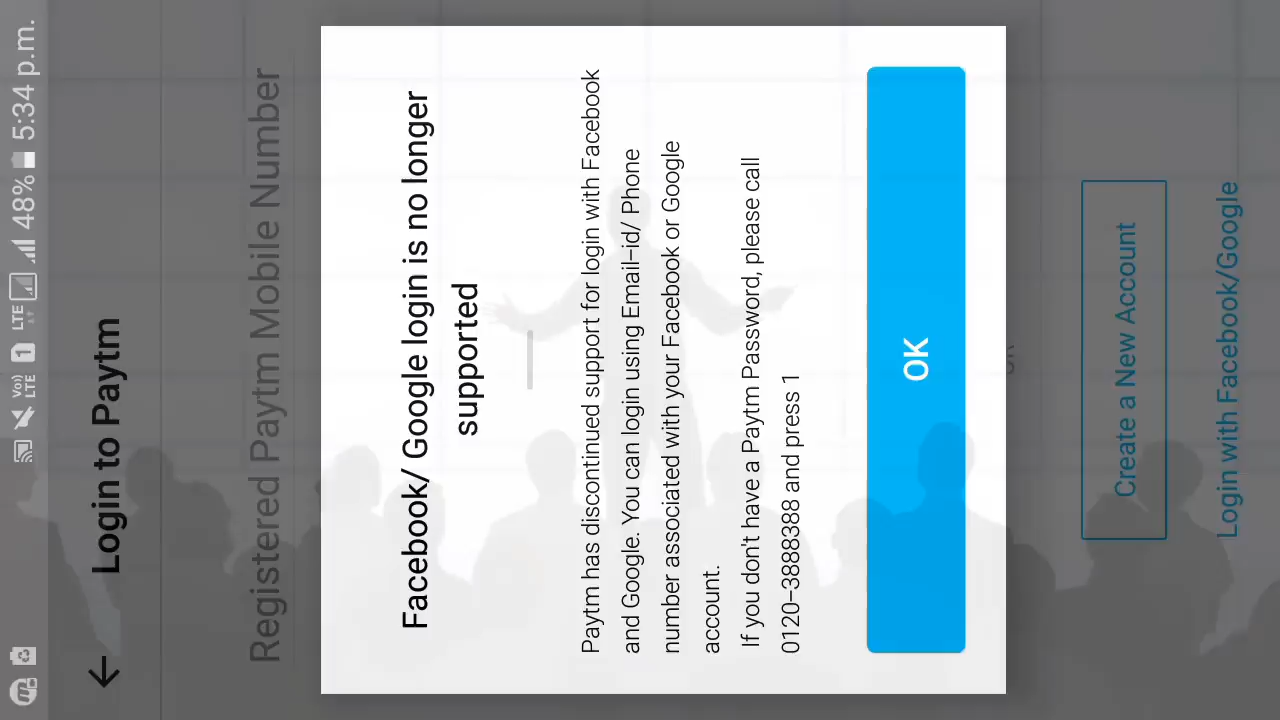 LTE 48% 5:34 p.m.
Login to Paytm
Registered Paytm Mobile Number
Facebook/ Google login is no longer
supported
Paytm has discontinued support for login with Facebook
and Google. You can login using Email-id/ Phone
number associated with your Facebook or Google
account.
If you don't have a Paytm Password, please call
0120-3888388 and press 1
OK
Create a New Account
Login with Facebook/Google